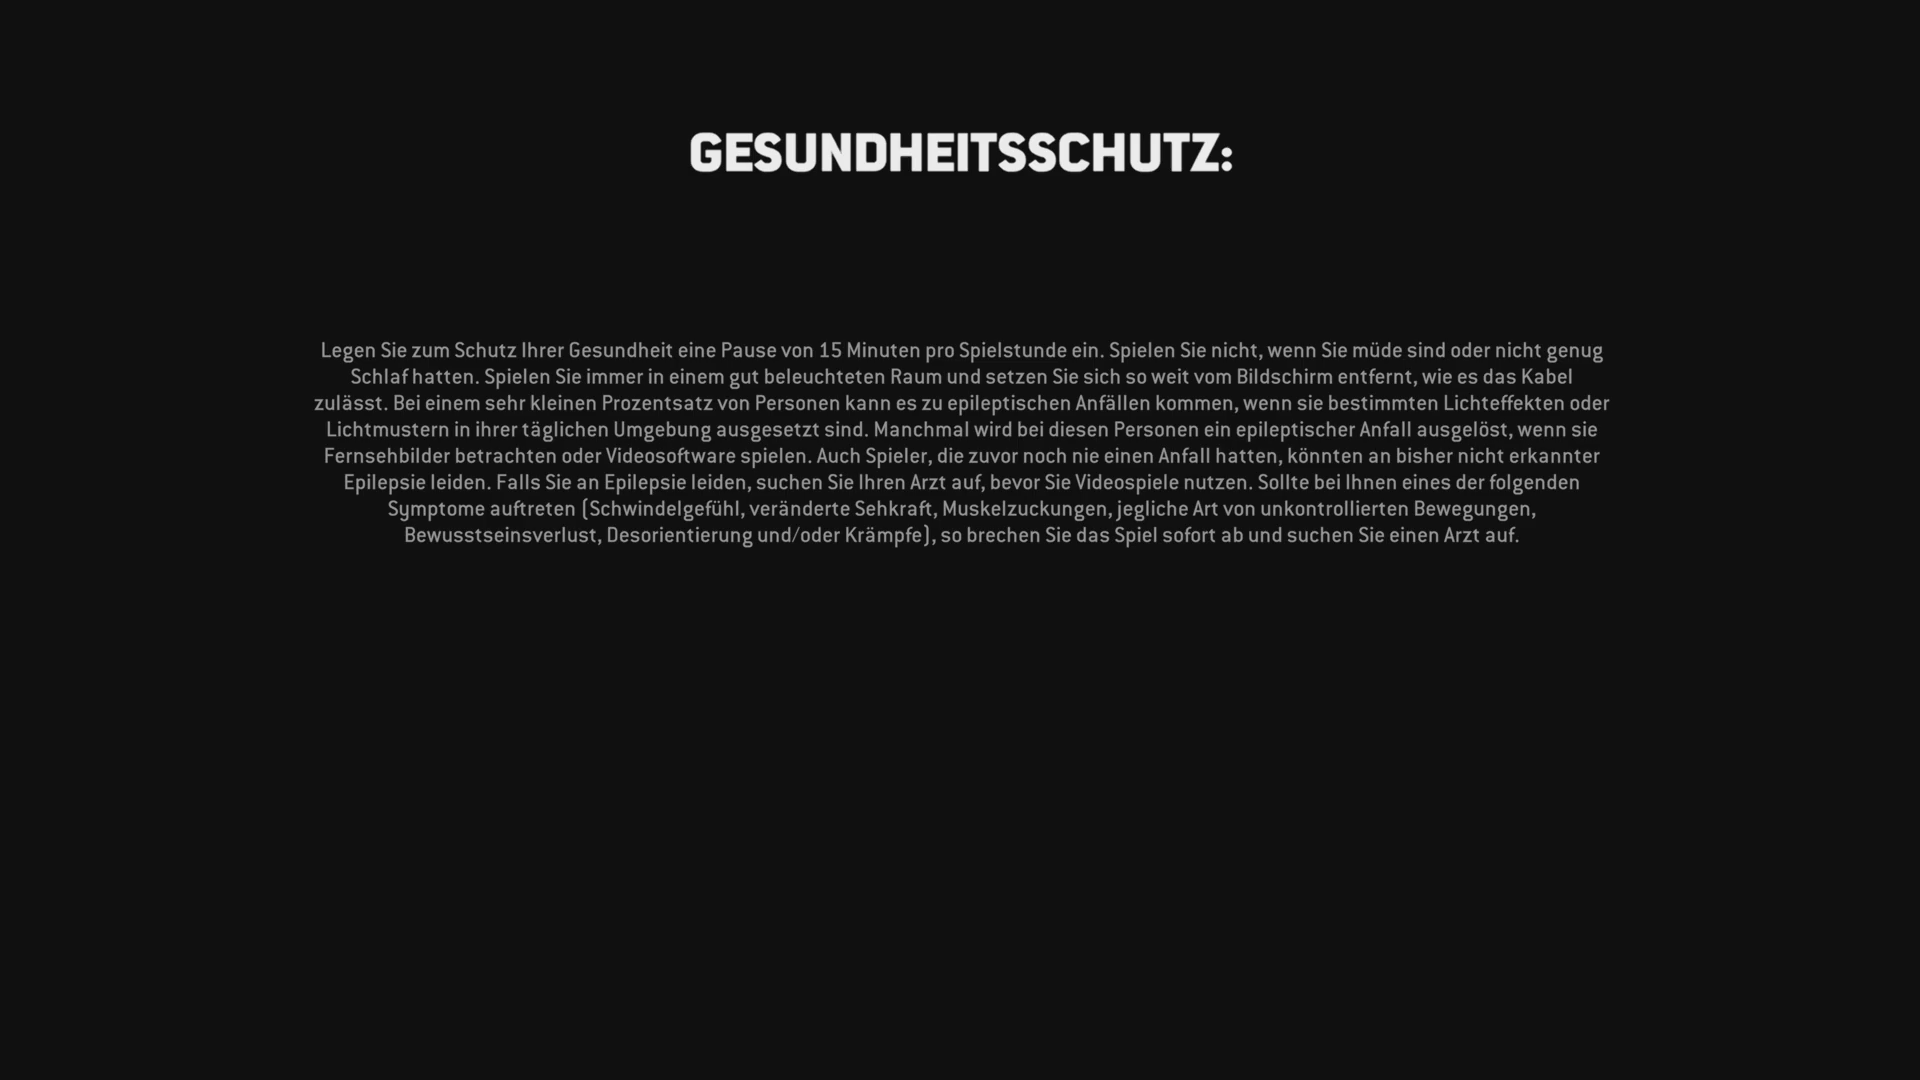 GESUNDHEITSSCHUTZ:
Legen Sie zum Schutz Ihrer Gesundheit eine Pause von 15 Minuten pro Spielstunde ein. Spielen Sie nicht, wenn Sie müde sind oder nicht genug
Schlaf hatten. Spielen Sie immer in einem gut beleuchteten Raum und setzen Sie sich so weit vom Bildschirm entfernt, wie es das Kabel
zulässt. Bei einem sehr kleinen Prozentsatz von Personen kann es zu epileptischen Anfällen kommen, wenn sie bestimmten Lichteffekten oder
Lichtmustern in ihrer täglichen Umgebung ausgesetzt sind. Manchmal wird bei diesen Personen ein epileptischer Anfall ausgelöst, wenn sie
Fernsehbilder betrachten oder Videosoftware spielen. Auch Spieler, die zuvor noch nie einen Anfall hatten, könnten an bisher nicht erkannter
Epilepsie leiden. Falls Sie an Epilepsie leiden, suchen Sie Ihren Arzt auf, bevor Sie Videospiele nutzen. Sollte bei Ihnen eines der folgenden
Symptome auftreten (Schwindelgefühl, veränderte Sehkraft, Muskelzuckungen, jegliche Art von unkontrollierten Bewegungen,
Bewusstseinsverlust, Desorientierung und/oder Krämpfe), so brechen Sie das Spiel sofort ab und suchen Sie einen Arzt auf.